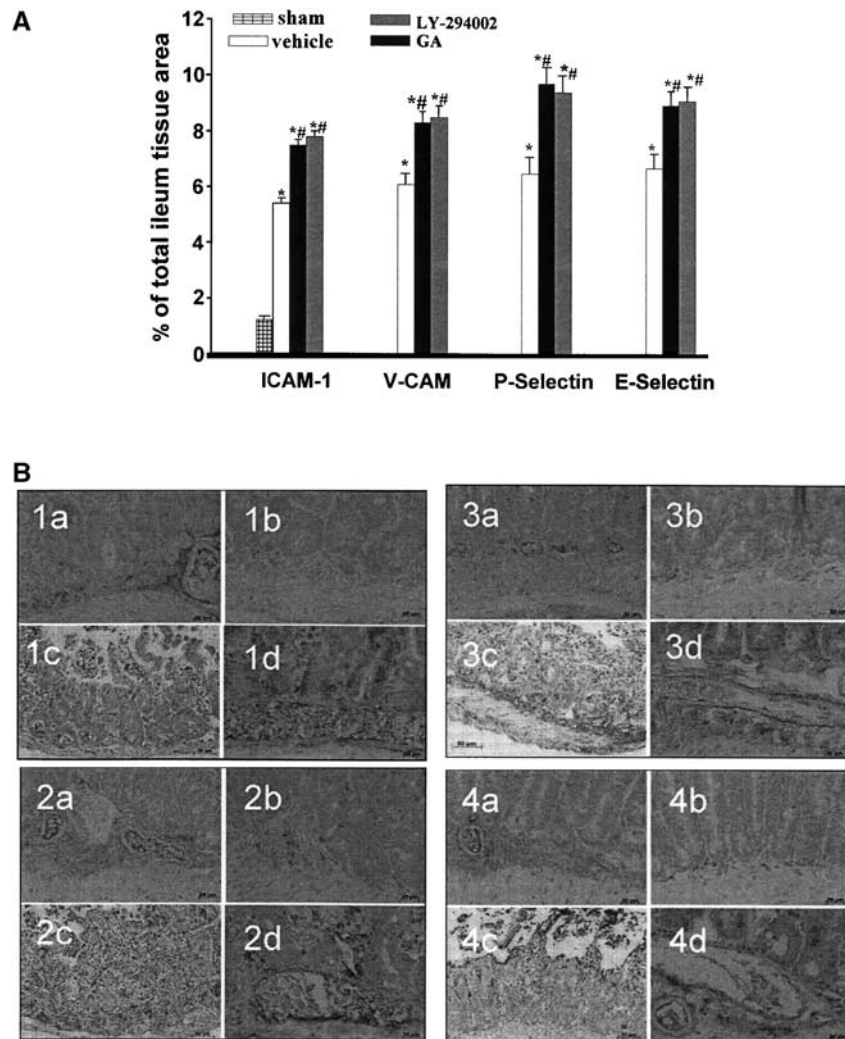 A
sham
vehicle
LY-294002
GA
% of total ileum tissue area
12
10
8
6
4
2
0
* *# *#
* *# *#
* *# *#
* *# *#
ICAM-1 V-CAM P-Selectin E-Selectin
B
1a 1b 3a 3b
1c 1d 3c 3d
50 µm
2a 2b 4a 4b
2c 2d 4c 4d